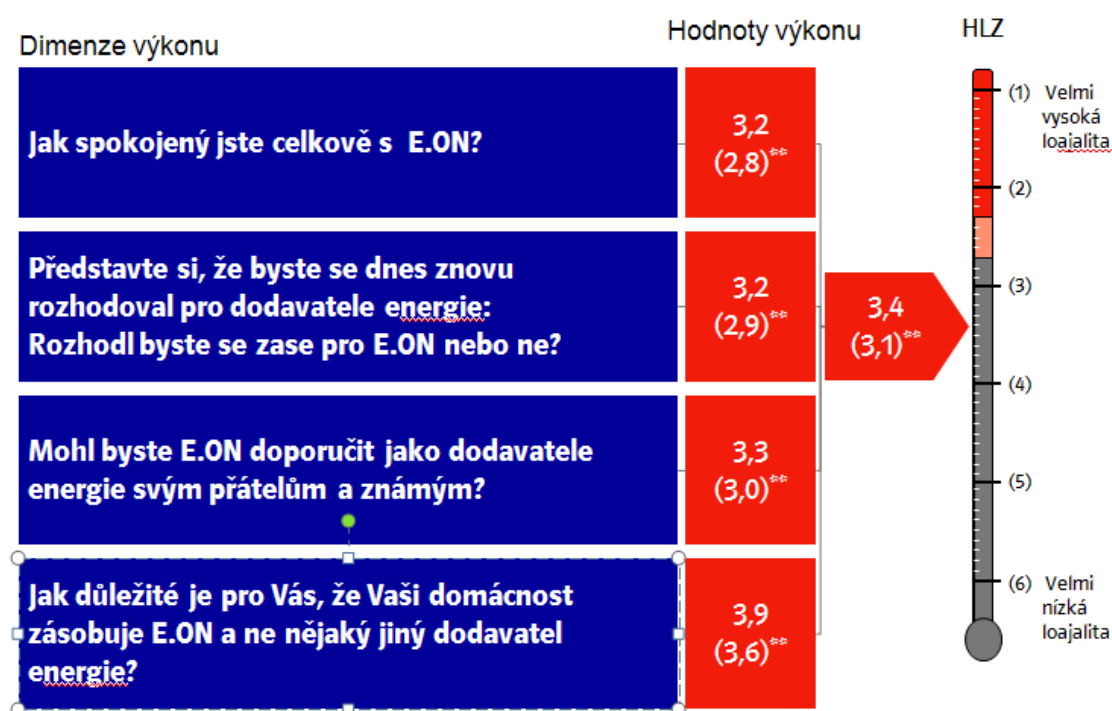 Dimenze výkonu
Hodnoty výkonu
HLZ
Jak spokojený jste celkově s E.ON?
3,2
(2,8)**
Představte si, že byste se dnes znovu
rozhodoval pro dodavatele energie:
Rozhodl byste se zase pro E.ON nebo ne?
3,2
(2,9)**
Mohl byste E.ON doporučit jako dodavatele
energie svým přátelům a známým?
3,3
(3,0)**
Jak důležité je pro Vás, že Vaši domácnost
zásobuje E.ON a ne nějaký jiný dodavatel
energie?
3,9
(3,6)**
3,4
(3,1)**
(1) Velmi
vysoká
loajalita
(2)
(3)
(4)
(5)
(6) Velmi
nízká
loajalita